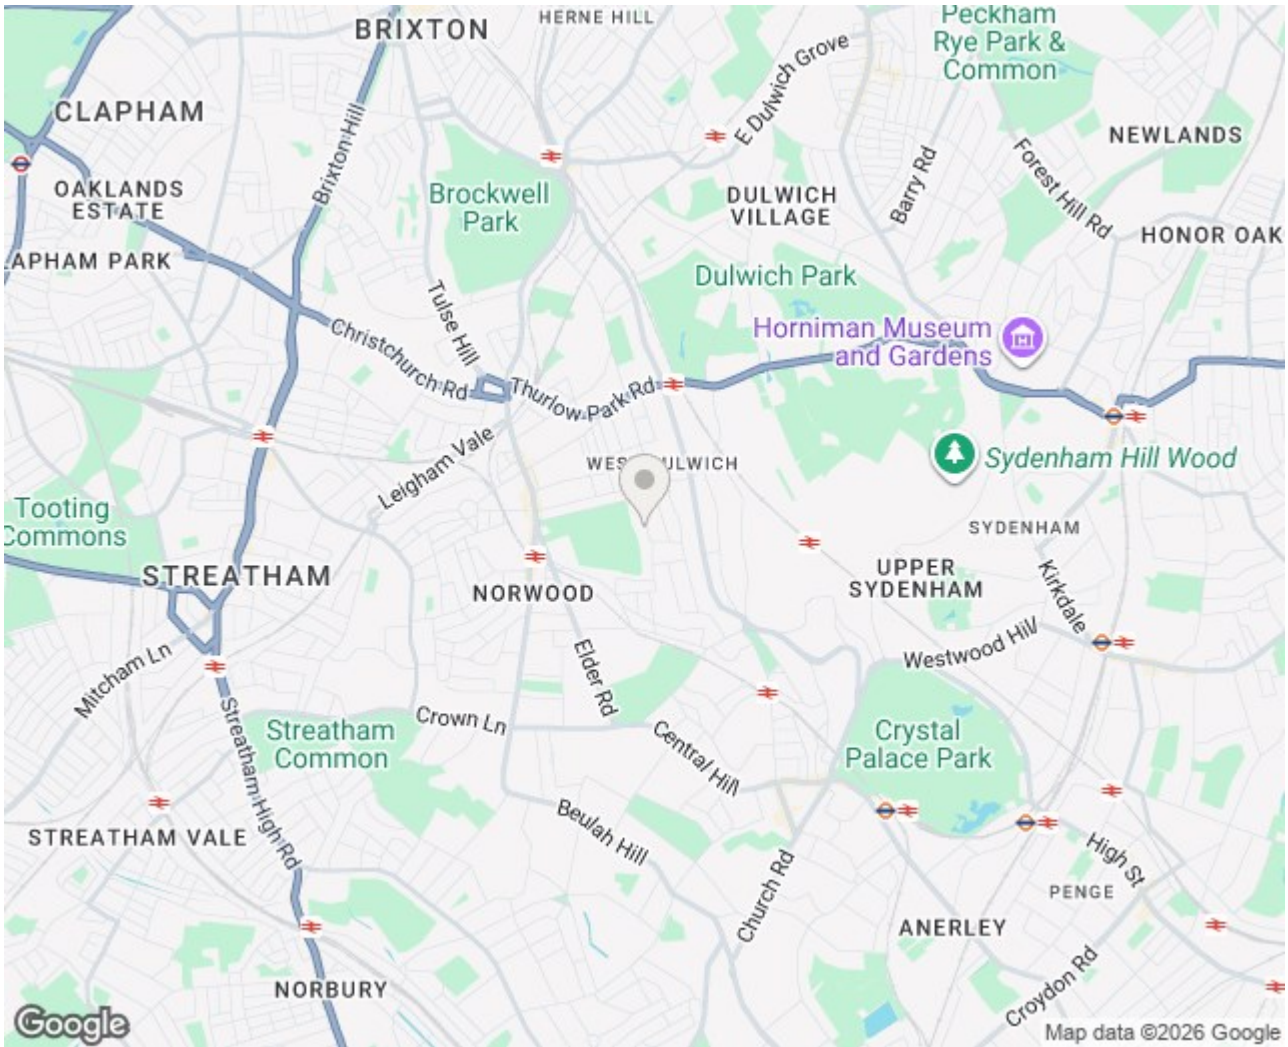 BRIXTON
HERNE HILL
Peckham
Rye Park &
Common
E Dulwich Grove
CLAPHAM
NEWLANDS
Brixton Hill
Forest Hill Rd
Barry Rd
OAKLANDS
ESTATE
Brockwell
Park
DULWICH
VILLAGE
HONOR OAK
LAPHAM PARK
Dulwich Park
Tulse Hill
Christchurch Rd
Horniman Museum
and Gardens
Thurlow Park Rd
Leigham Vale
WES ULWICH
Sydenham Hill Wood
Tooting
Commons
SYDENHAM
STREATHAM
NORWOOD
UPPER
SYDENHAM
Kirkdale
Westwood Hill
Mitcham Ln
Elder Rd
Streatham High Rd
Crown Ln
Streatham
Common
Central Hill
Crystal
Palace Park
STREATHAM VALE
Beulah Hill
High St
Church Rd
PENGE
ANERLEY
NORBURY
Croydon Rd
Google
Map data ©2026 Google